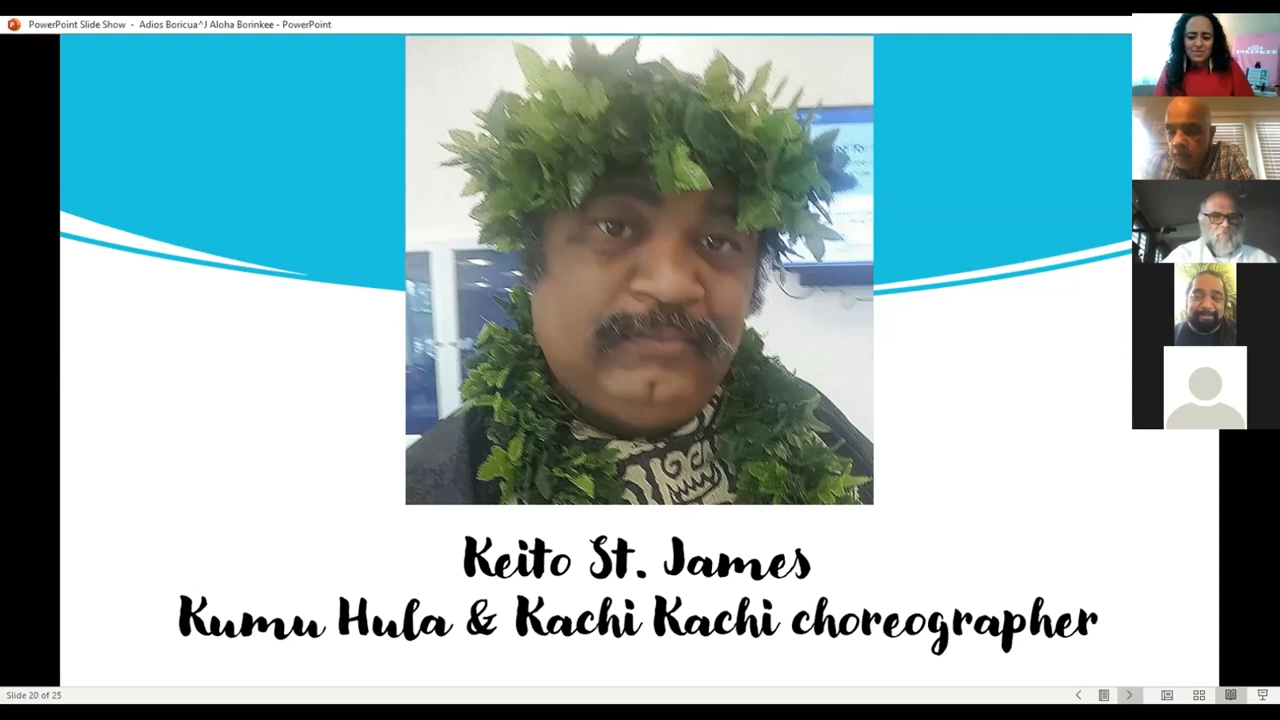 PowerPoint Slide Show - Adios Boricua^J Aloha Borinkee - PowerPoint
Keito St. James
Kumu Hula & Kachi Kachi choreographer
Slide 20 of 25